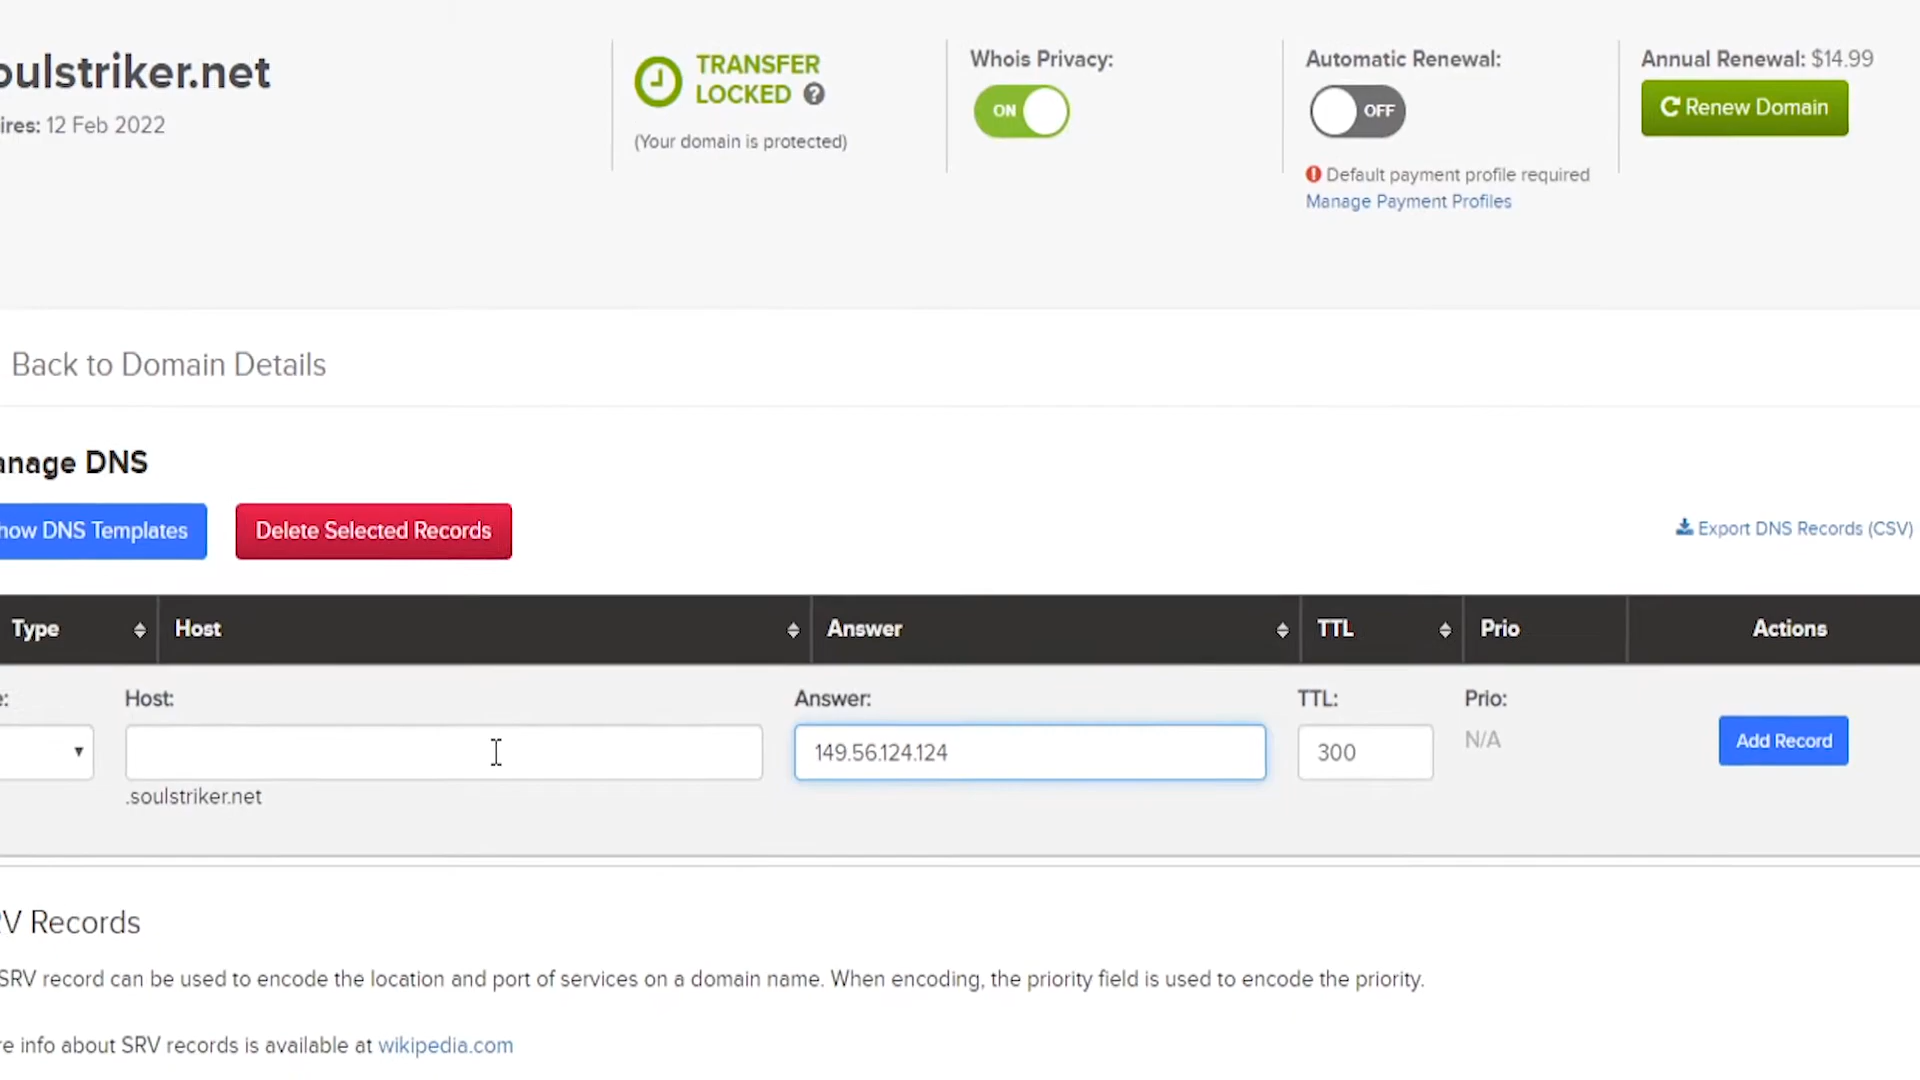 oulstriker.net
ires: 12 Feb 2022
TRANSFER
LOCKED ?
(Your domain is protected)
Whois Privacy:
ON
Automatic Renewal:
OFF
Default payment profile required
Manage Payment Profiles
Annual Renewal: $14.99
Renew Domain
Back to Domain Details
anage DNS
how DNS Templates
Delete Selected Records
Export DNS Records (CSV)
Type Host Answer TTL Prio Actions
e: Host: Answer: TTL: Prio:
149.56.124.124 300 N/A Add Record
.soulstriker.net
RV Records
SRV record can be used to encode the location and port of services on a domain name. When encoding, the priority field is used to encode the priority.
re info about SRV records is available at wikipedia.com